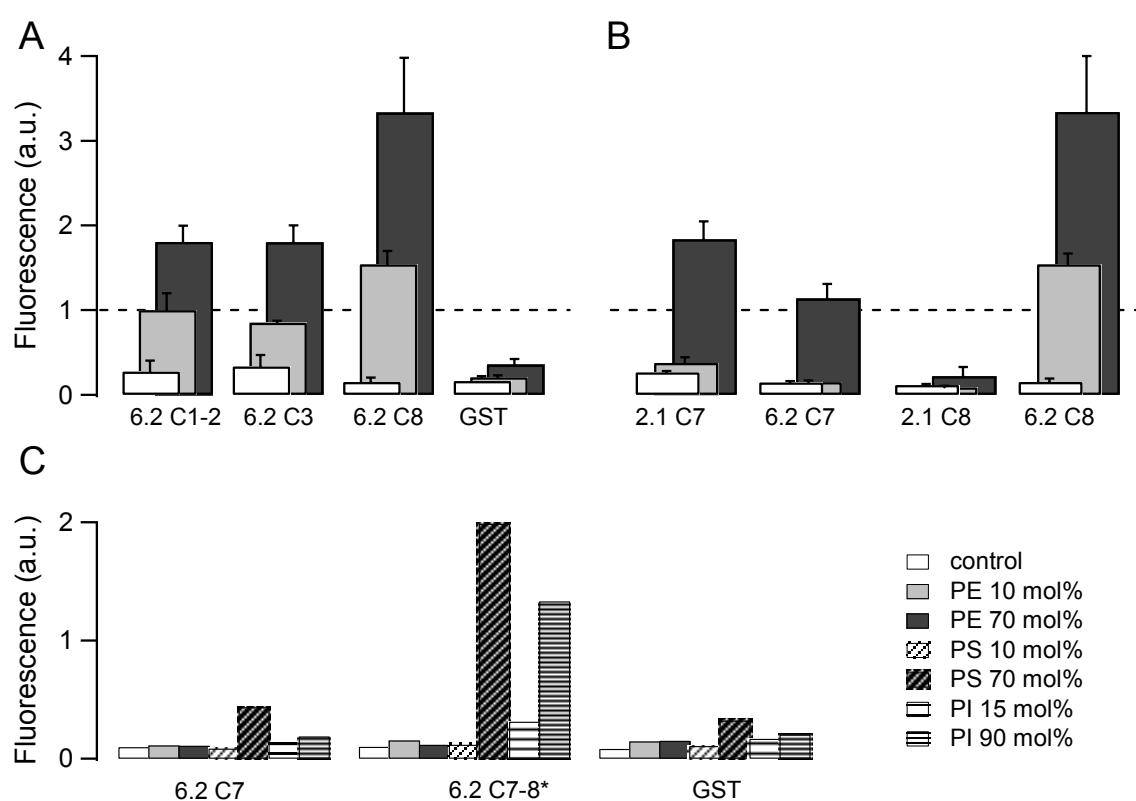 A
B
Fluorescence (a.u.)
4
3
2
1
0
6.2 C1-2 6.2 C3 6.2 C8 GST
2.1 C7 6.2 C7 2.1 C8 6.2 C8
C
Fluorescence (a.u.)
2
1
0
6.2 C7 6.2 C7-8* GST
control
PE 10 mol%
PE 70 mol%
PS 10 mol%
PS 70 mol%
PI 15 mol%
PI 90 mol%